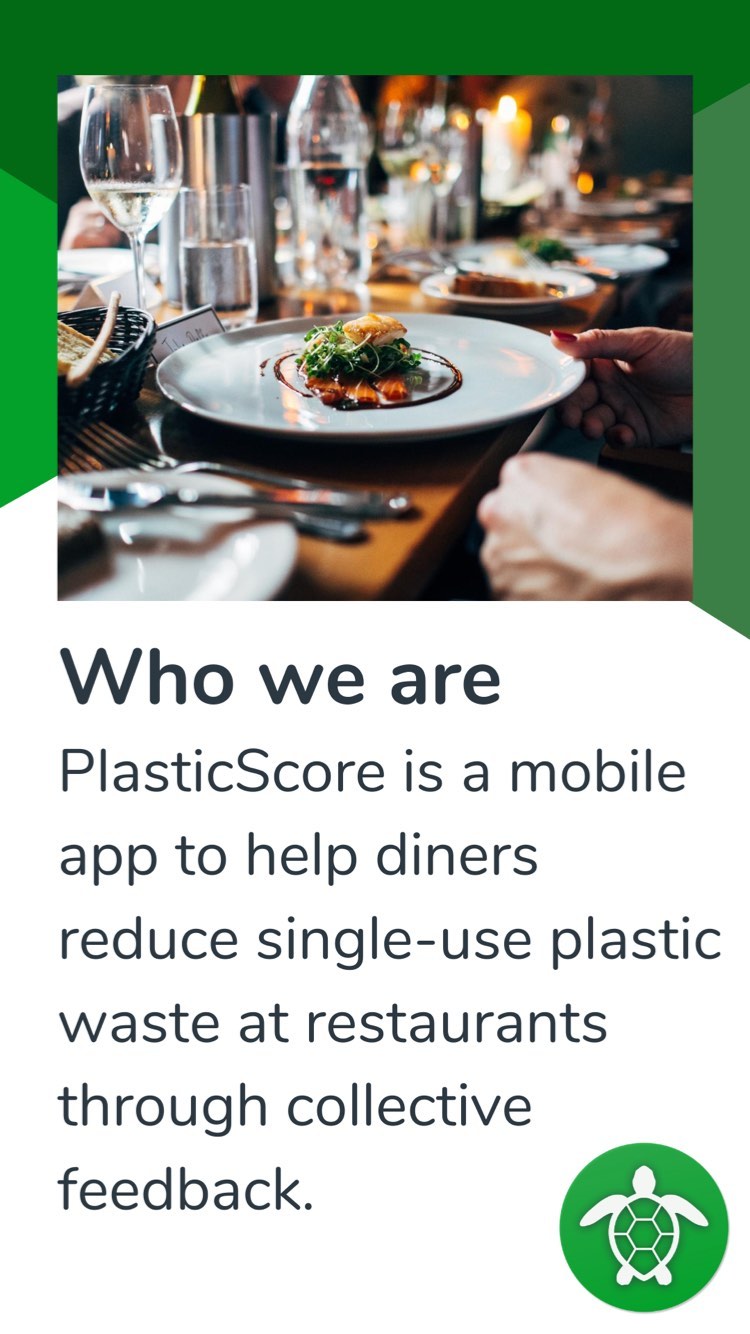 Who we are
PlasticScore is a mobile
app to help diners
reduce single-use plastic
waste at restaurants
through collective
feedback.